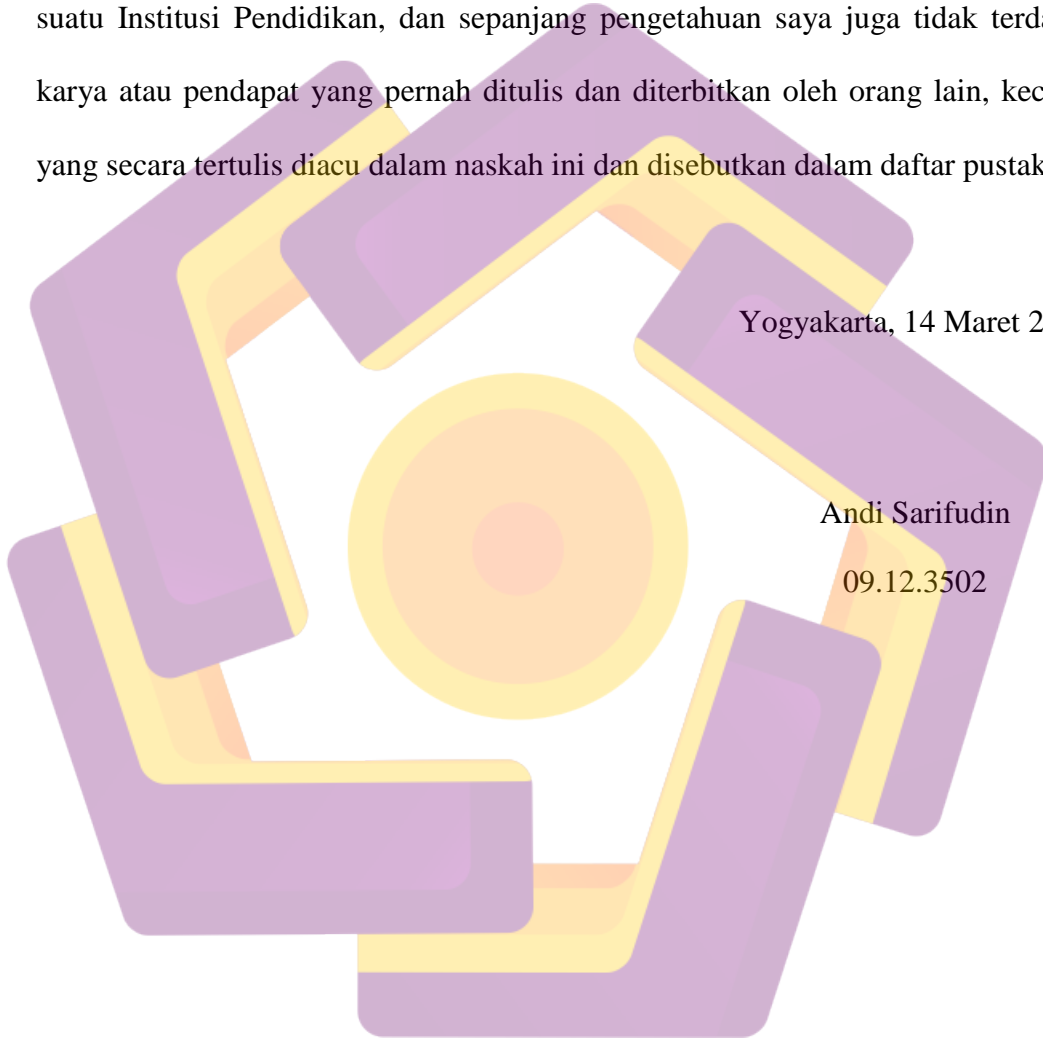 suatu Institusi Pendidikan, dan sepanjang pengetahuan saya juga tidak terda
karya atau pendapat yang pernah ditulis dan diterbitkan oleh orang lain, kec
yang secara tertulis diacu dalam naskah ini dan disebutkan dalam daftar pustak
Yogyakarta, 14 Maret 2
Andi Sarifudin
09.12.3502